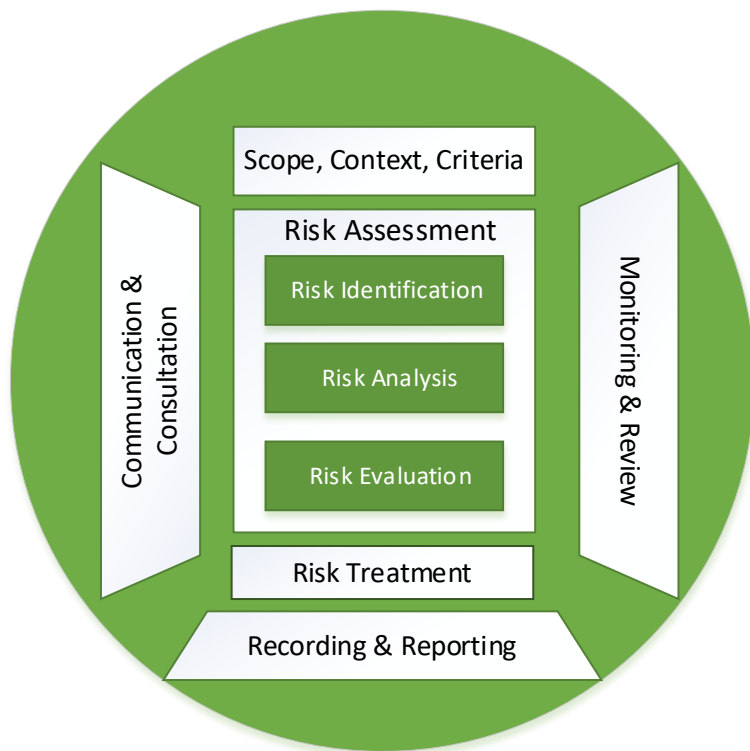 Scope, Context, Criteria
Risk Assessment
Risk Identification
Risk Analysis
Risk Evaluation
Risk Treatment
Recording & Reporting
Communication &
Consultation
Monitoring & Review